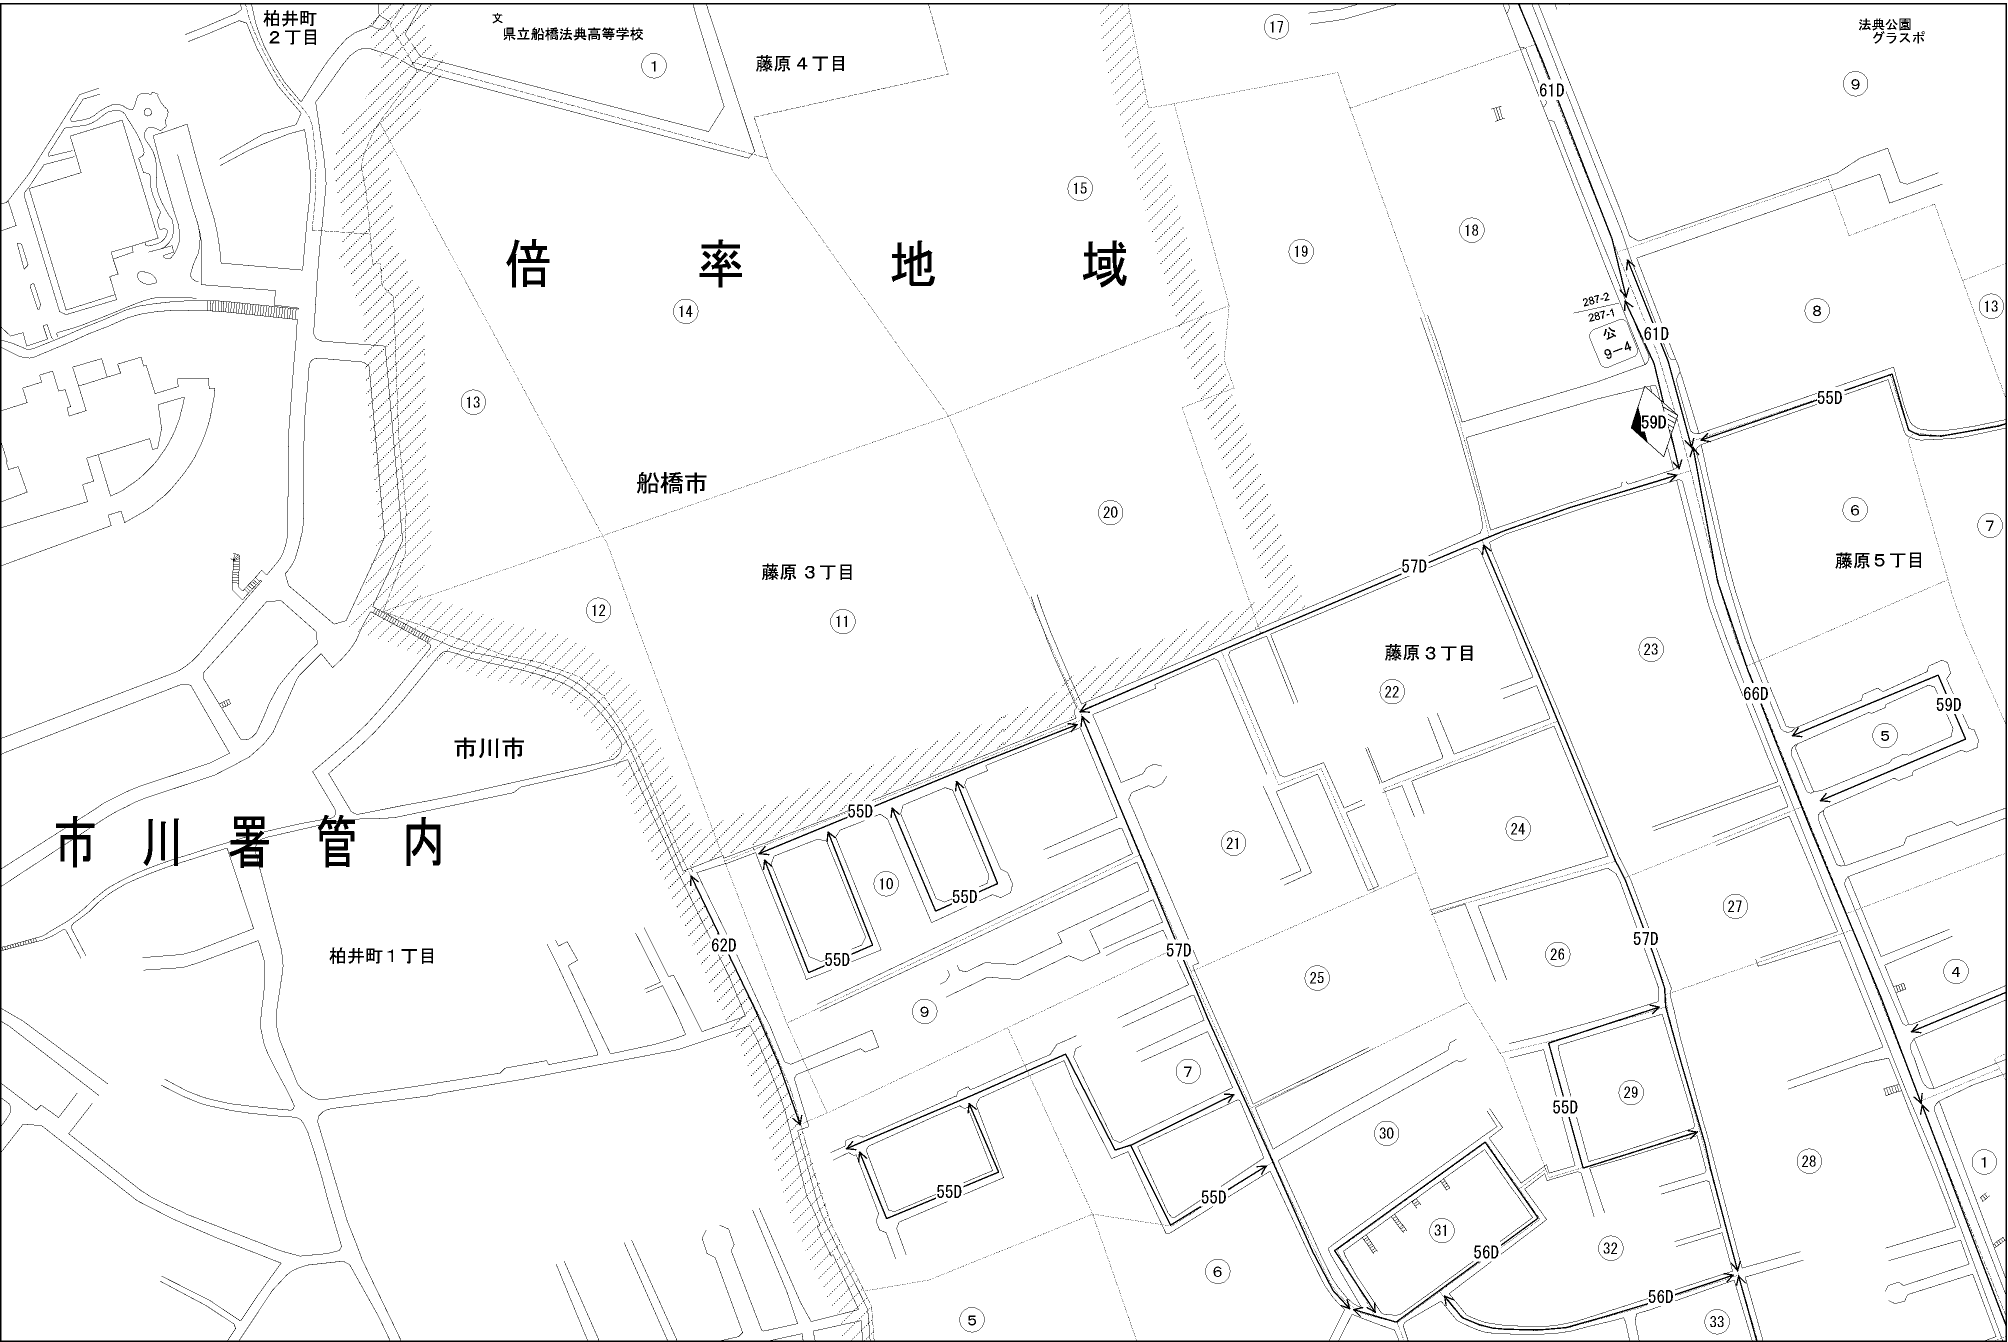 柏井町
2丁目
文
県立船橋法典高等学校
1
藤原4丁目
17
法典公園
グラスポ
9
61D
15
18
19
倍率地域
14
287-2
287-1
公
9-4
61D
8
13
13
55D
59D
船橋市
20
6
7
藤原3丁目
57D
藤原5丁目
12
11
藤原3丁目
22
23
66D
59D
5
市川市
市川署管内
55D
10
21
24
55D
62D
55D
57D
57D
27
26
柏井町1丁目
25
4
9
7
29
55D
30
28
1
55D
55D
31
32
56D
6
56D
5
33